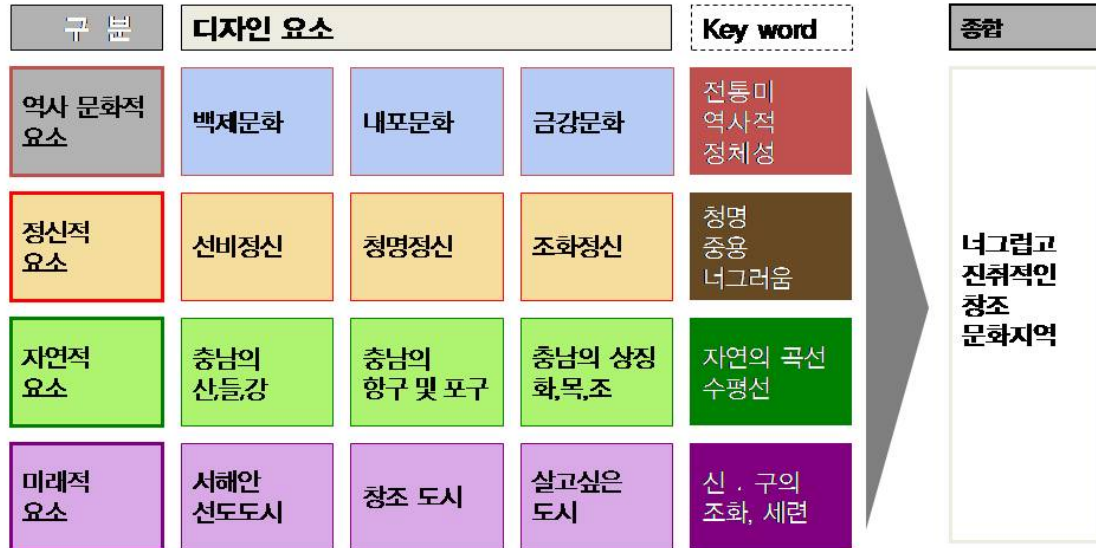 구 분
디자인 요소
Key word
종합
역사 문화적
요소
백제문화
내포문화
금강문화
전통미
역사적
정체성
정신적
요소
선비정신
청명정신
조화정신
청명
중용
너그러움
자연적
요소
충남의
산,들,강
충남의
항구 및 포구
충남의 상징
화,목,조
자연의 곡선
수평선
미래적
요소
서해안
선도도시
창조 도시
살고싶은
도시
신 . 구의
조화, 세련
너그럽고
진취적인
창조
문화지역